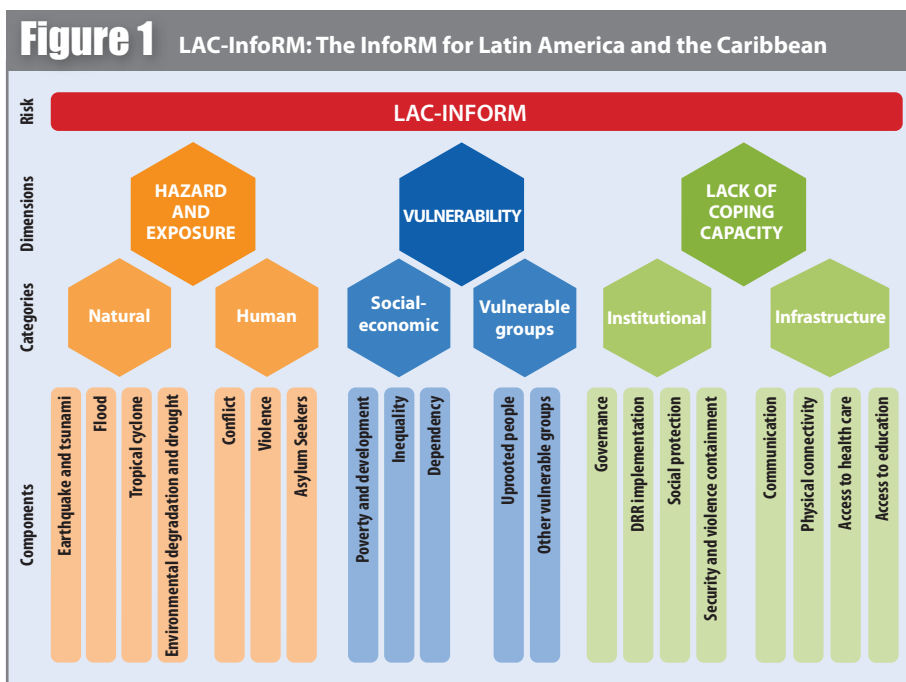 Figure 1 LAC-InfoRM: The InfoRM for Latin America and the Caribbean
Risk
LAC-INFORM
Dimensions
HAZARD
AND
EXPOSURE
VULNERABILITY
LACK OF
COPING
CAPACITY
Categories
Natural
Human
Social-
economic
Vulnerable
groups
Institutional
Infrastructure
Components
Earthquake and tsunami
Flood
Tropical cyclone
Environmental degradation and drought
Conflict
Violence
Asylum Seekers
Poverty and development
Inequality
Dependency
Uprooted people
Other vulnerable groups
Governance
DRR implementation
Social protection
Security and violence containment
Communication
Physical connectivity
Access to health care
Access to education